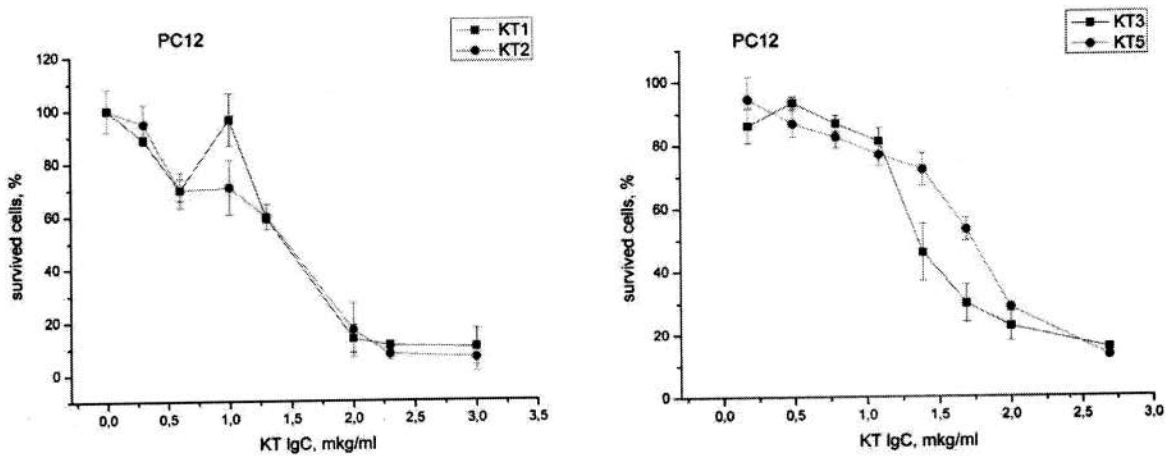 PC12
KT1
KT2
120
100
80
60
40
20
0
survived cells, %
0,0 0,5 1,0 1,5 2,0 2,5 3,0 3,5
KT lgC, mkg/ml
PC12
KT3
KT5
100
80
60
40
20
0
survived cells, %
0,0 0,5 1,0 1,5 2,0 2,5 3,0
KT lgC, mkg/ml